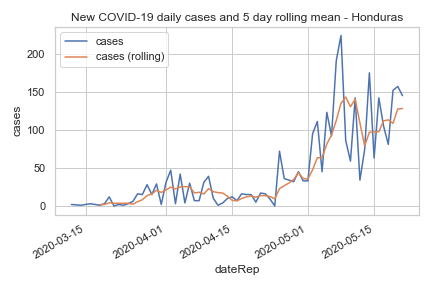 New COVID-19 daily cases and 5 day rolling mean - Honduras
cases
cases (rolling)
200
150
100
50
0
cases
2020-03-15
2020-04-01
2020-04-15
2020-05-01
2020-05-15
dateRep